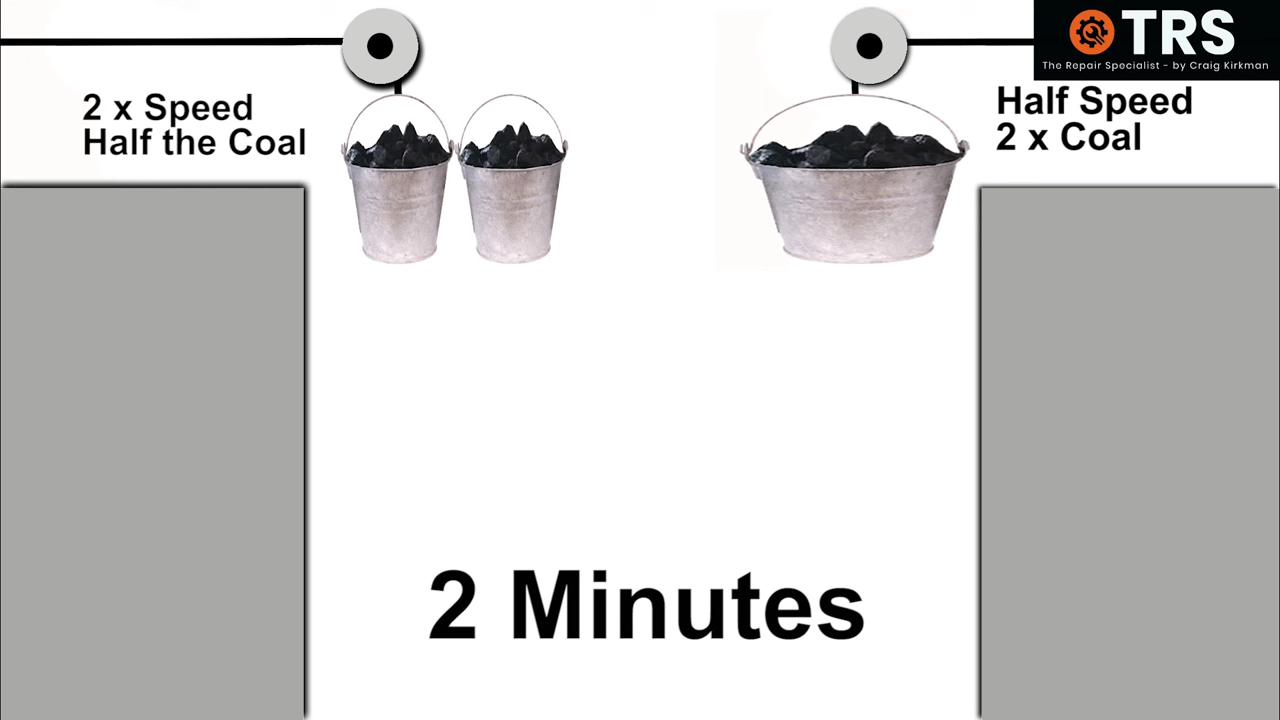 TRS
The Repair Specialist - by Craig Kirkman
2 x Speed
Half the Coal
Half Speed
2 x Coal
2 Minutes